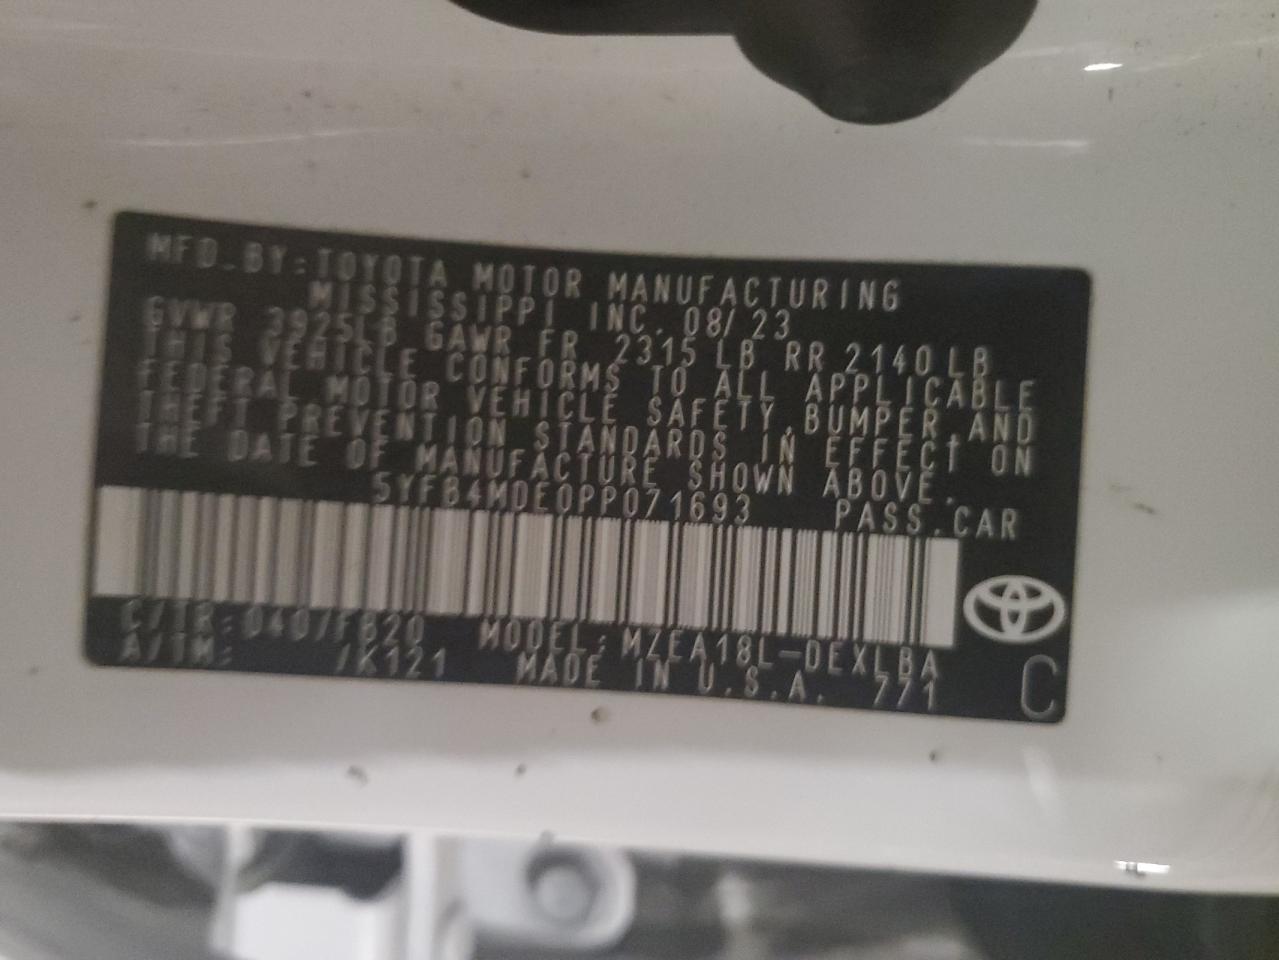 MFD.BY:TOYOTA MOTOR MANUFACTURING
MISSISSIPPI INC. 08/23
GVWR 3925LB GAWR FR 2315 LB RR 2140LB
THIS VEHICLE CONFORMS TO ALL APPLICABLE
FEDERAL MOTOR VEHICLE SAFETY,BUMPER,AND
THEFT PREVENTION STANDARDS IN EFFECT ON
THE DATE OF MANUFACTURE SHOWN ABOVE.
5YFB4MDE0PP071693 PASS.CAR
C/TR:040/FB20 MODEL:MZEA18L-DEXLBA
A/TM: /K121 MADE IN U.S.A. 771
C